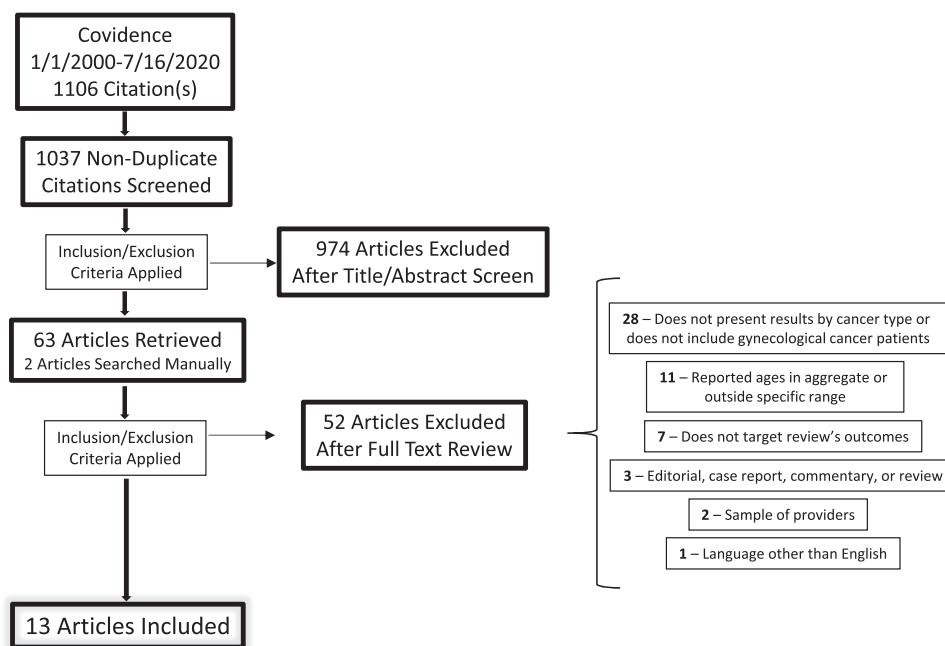 Covidence
1/1/2000-7/16/2020
1106 Citation(s)
1037 Non-Duplicate
Citations Screened
Inclusion/Exclusion
Criteria Applied
974 Articles Excluded
After Title/Abstract Screen
63 Articles Retrieved
2 Articles Searched Manually
Inclusion/Exclusion
Criteria Applied
52 Articles Excluded
After Full Text Review
28 – Does not present results by cancer type or
does not include gynecological cancer patients
11 – Reported ages in aggregate or
outside specific range
7 – Does not target review's outcomes
3 – Editorial, case report, commentary, or review
2 – Sample of providers
1 – Language other than English
13 Articles Included